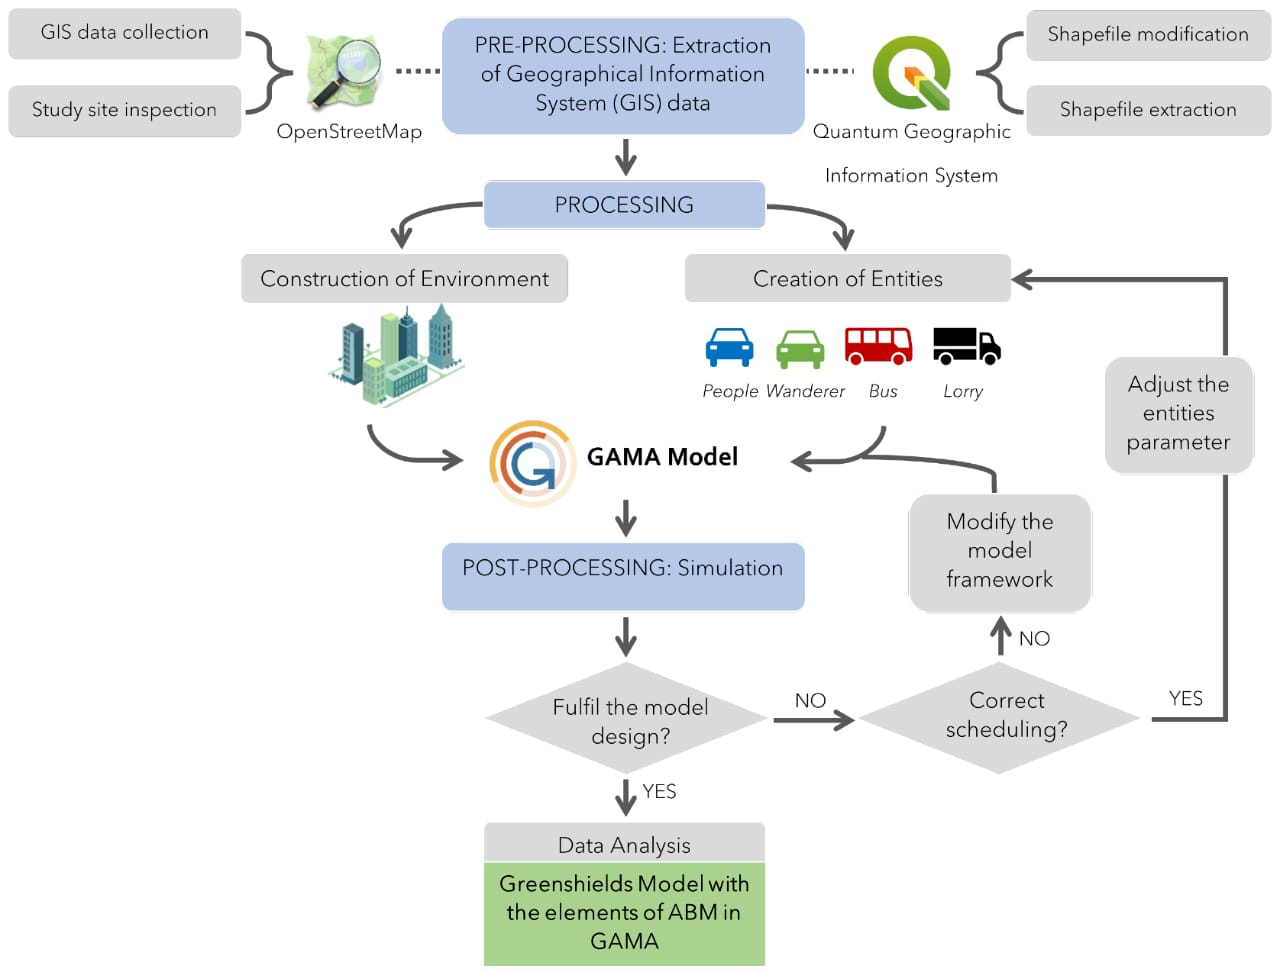 GIS data collection
Study site inspection
OpenStreetMap
PRE-PROCESSING: Extraction
of Geographical Information
System (GIS) data
Quantum Geographic
Information System
Shapefile modification
Shapefile extraction
PROCESSING
Construction of Environment
Creation of Entities
People
Wanderer
Bus
Lorry
Adjust the
entities
parameter
G
GAMA Model
Modify the
model
framework
POST-PROCESSING: Simulation
NO
Fulfil the model
design?
NO
Correct
scheduling?
YES
YES
Data Analysis
Greenshields Model with
the elements of ABM in
GAMA